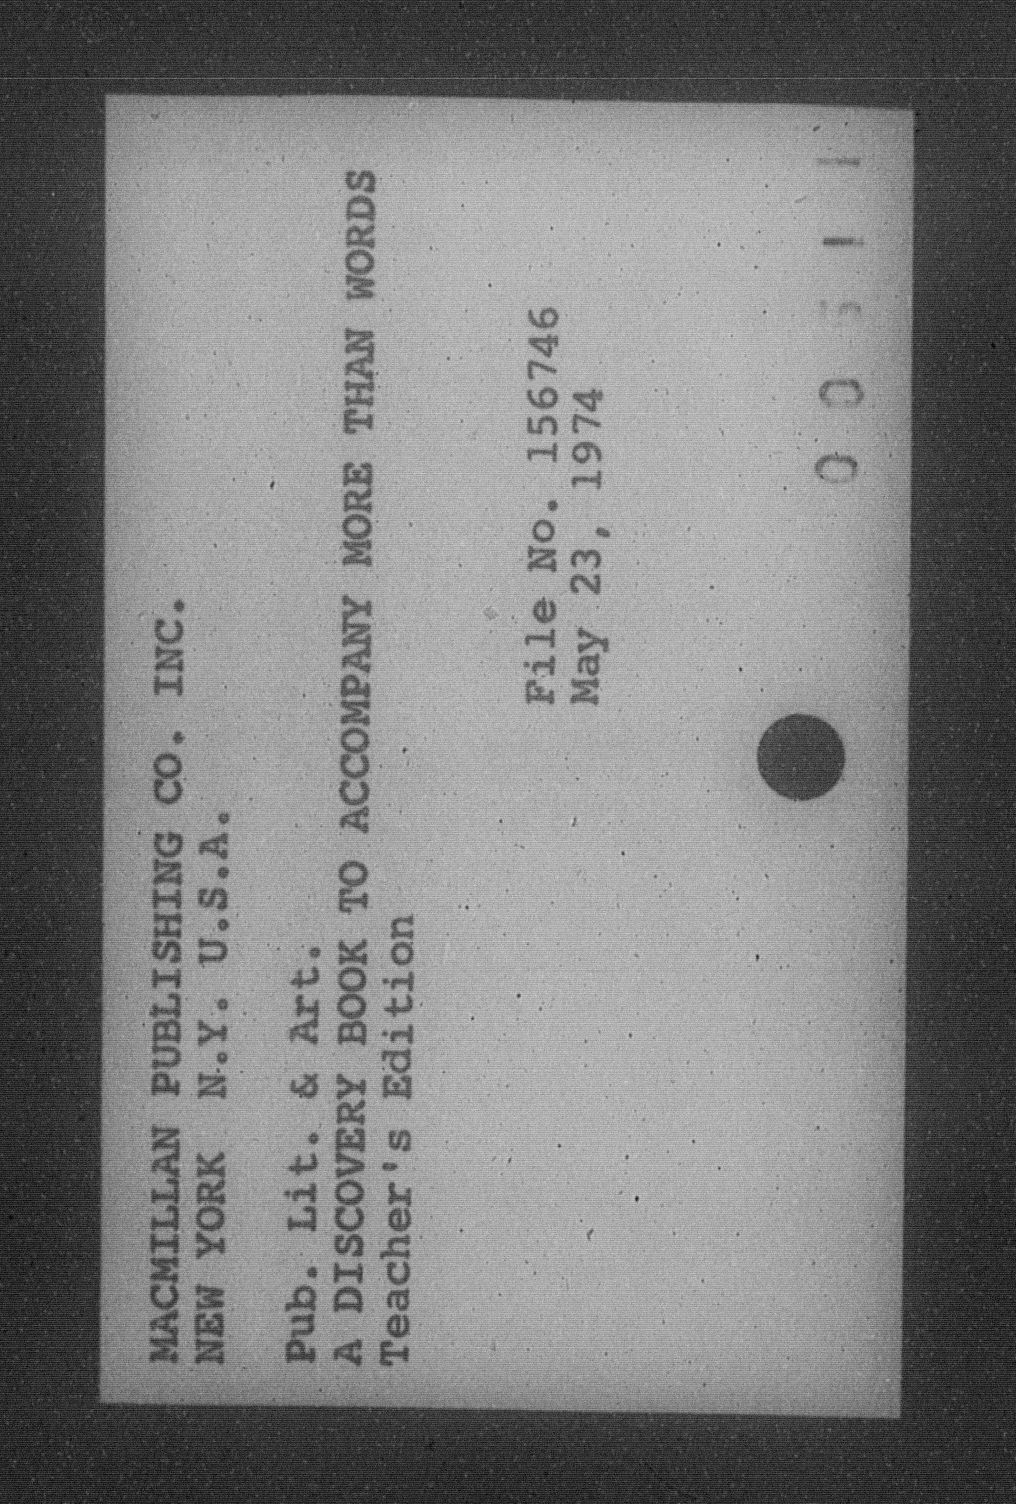 MACMILLAN PUBLISHING CO. INC.
NEW YORK N.Y. U.S.A.
Pub. Lit. & Art.
A DISCOVERY BOOK TO ACCOMPANY MORE THAN WORDS
Teacher's Edition
File No. 156746
May 23, 1974